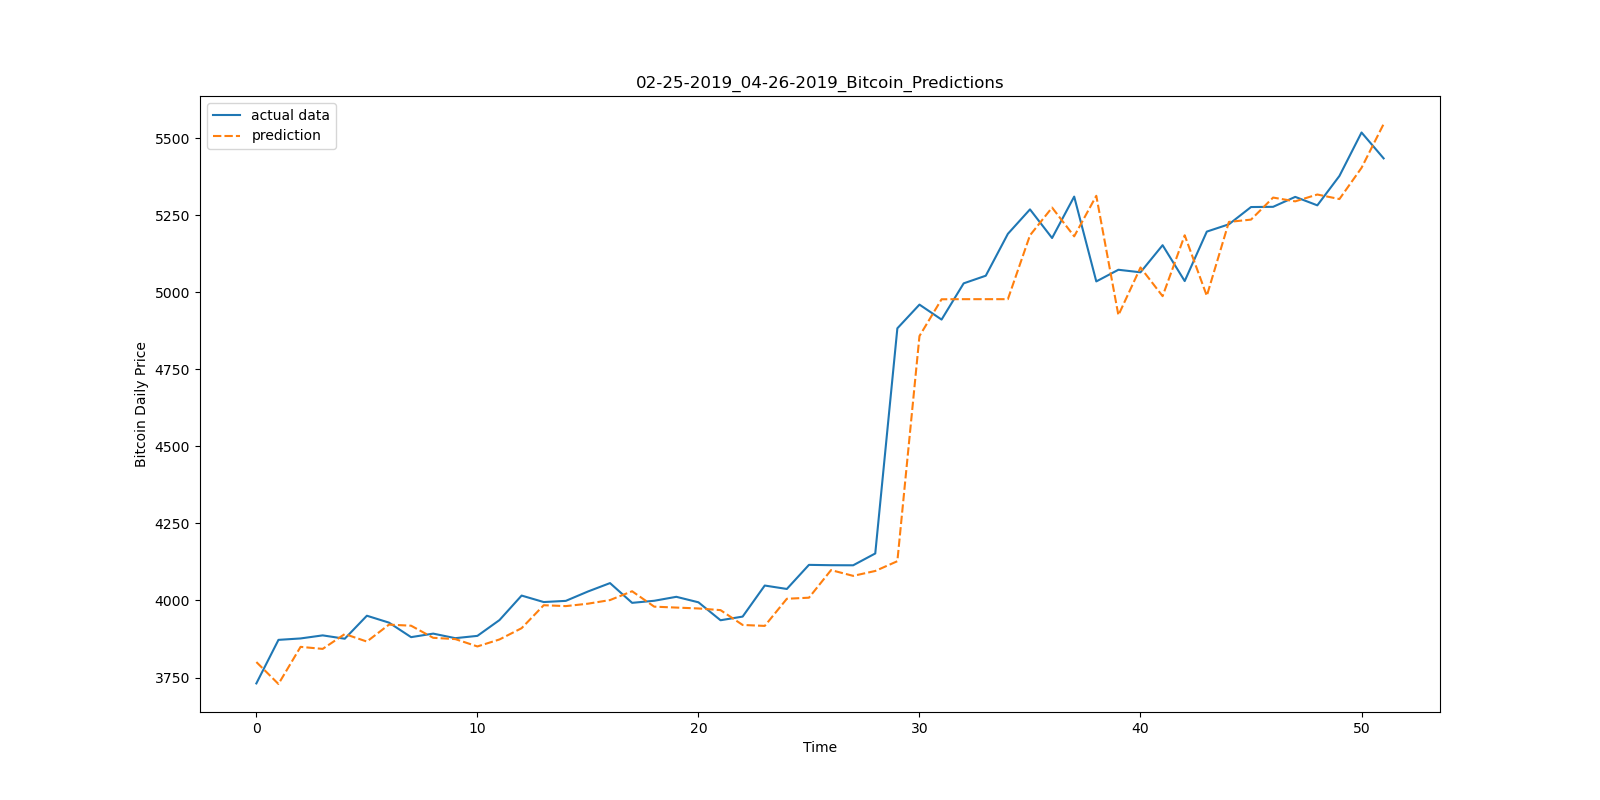 02-25-2019_04-26-2019_Bitcoin_Predictions
actual data
prediction
5500
5250
5000
4750
4500
4250
4000
3750
Bitcoin Daily Price
0 10 20 30 40 50
Time